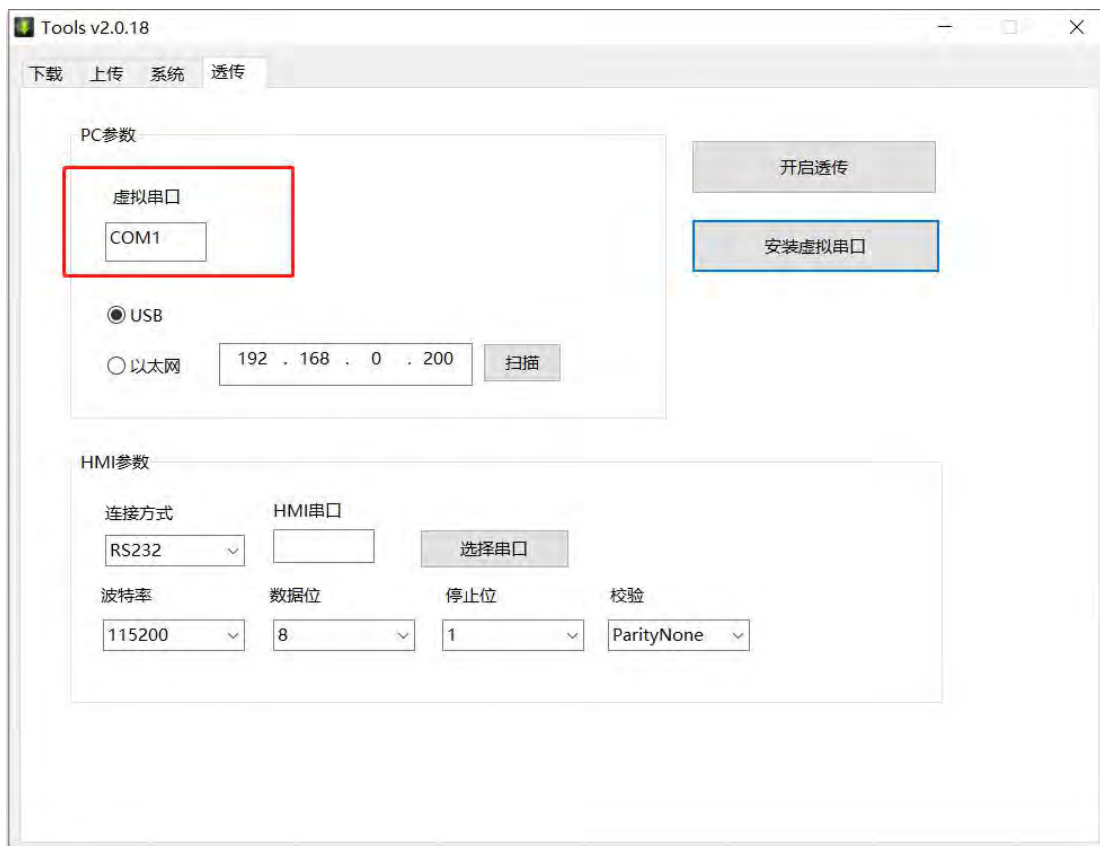 Tools v2.0.18
下载 上传 系统 透传
PC参数
虚拟串口
COM1
开启透传
安装虚拟串口
USB
以太网 192 . 168 . 0 . 200 扫描
HMI参数
连接方式 HMI串口
RS232 选择串口
波特率 数据位 停止位 校验
115200 8 1 ParityNone